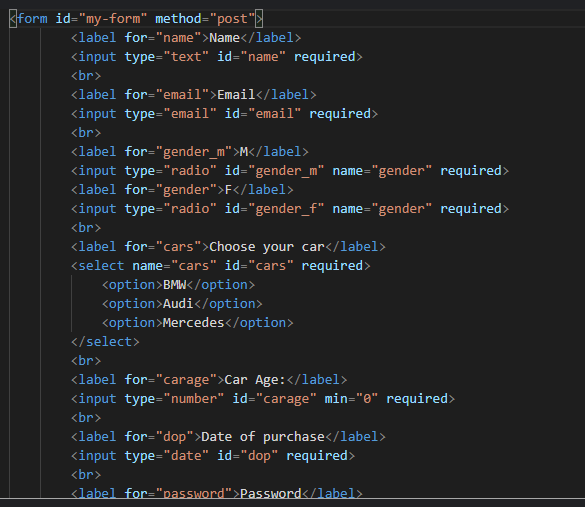 <form id="my-form" method="post">
<label for="name">Name</label>
<input type="text" id="name" required>
<br>
<label for="email">Email</label>
<input type="email" id="email" required>
<br>
<label for="gender_m">M</label>
<input type="radio" id="gender_m" name="gender" required>
<label for="gender">F</label>
<input type="radio" id="gender_f" name="gender" required>
<br>
<label for="cars">Choose your car</label>
<select name="cars" id="cars" required>
<option>BMW</option>
<option>Audi</option>
<option>Mercedes</option>
</select>
<br>
<label for="carage">Car Age:</label>
<input type="number" id="carage" min="0" required>
<br>
<label for="dop">Date of purchase</label>
<input type="date" id="dop" required>
<br>
<label for="password">Password</label>